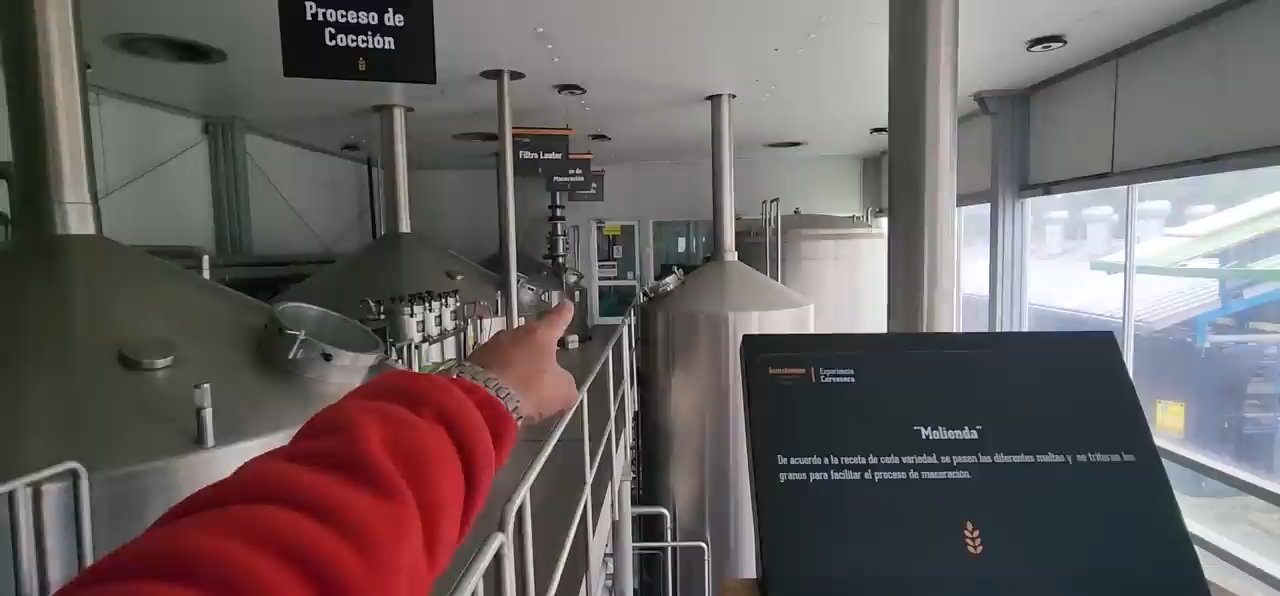 Proceso de
Cocción
Filtro Lauter
Maceración
Experiencia
Cervecera
"Molienda"
De acuerdo a la receta de cada variedad, se pesan las diferentes maltas y se trituran los
granos para facilitar el proceso de maceración.